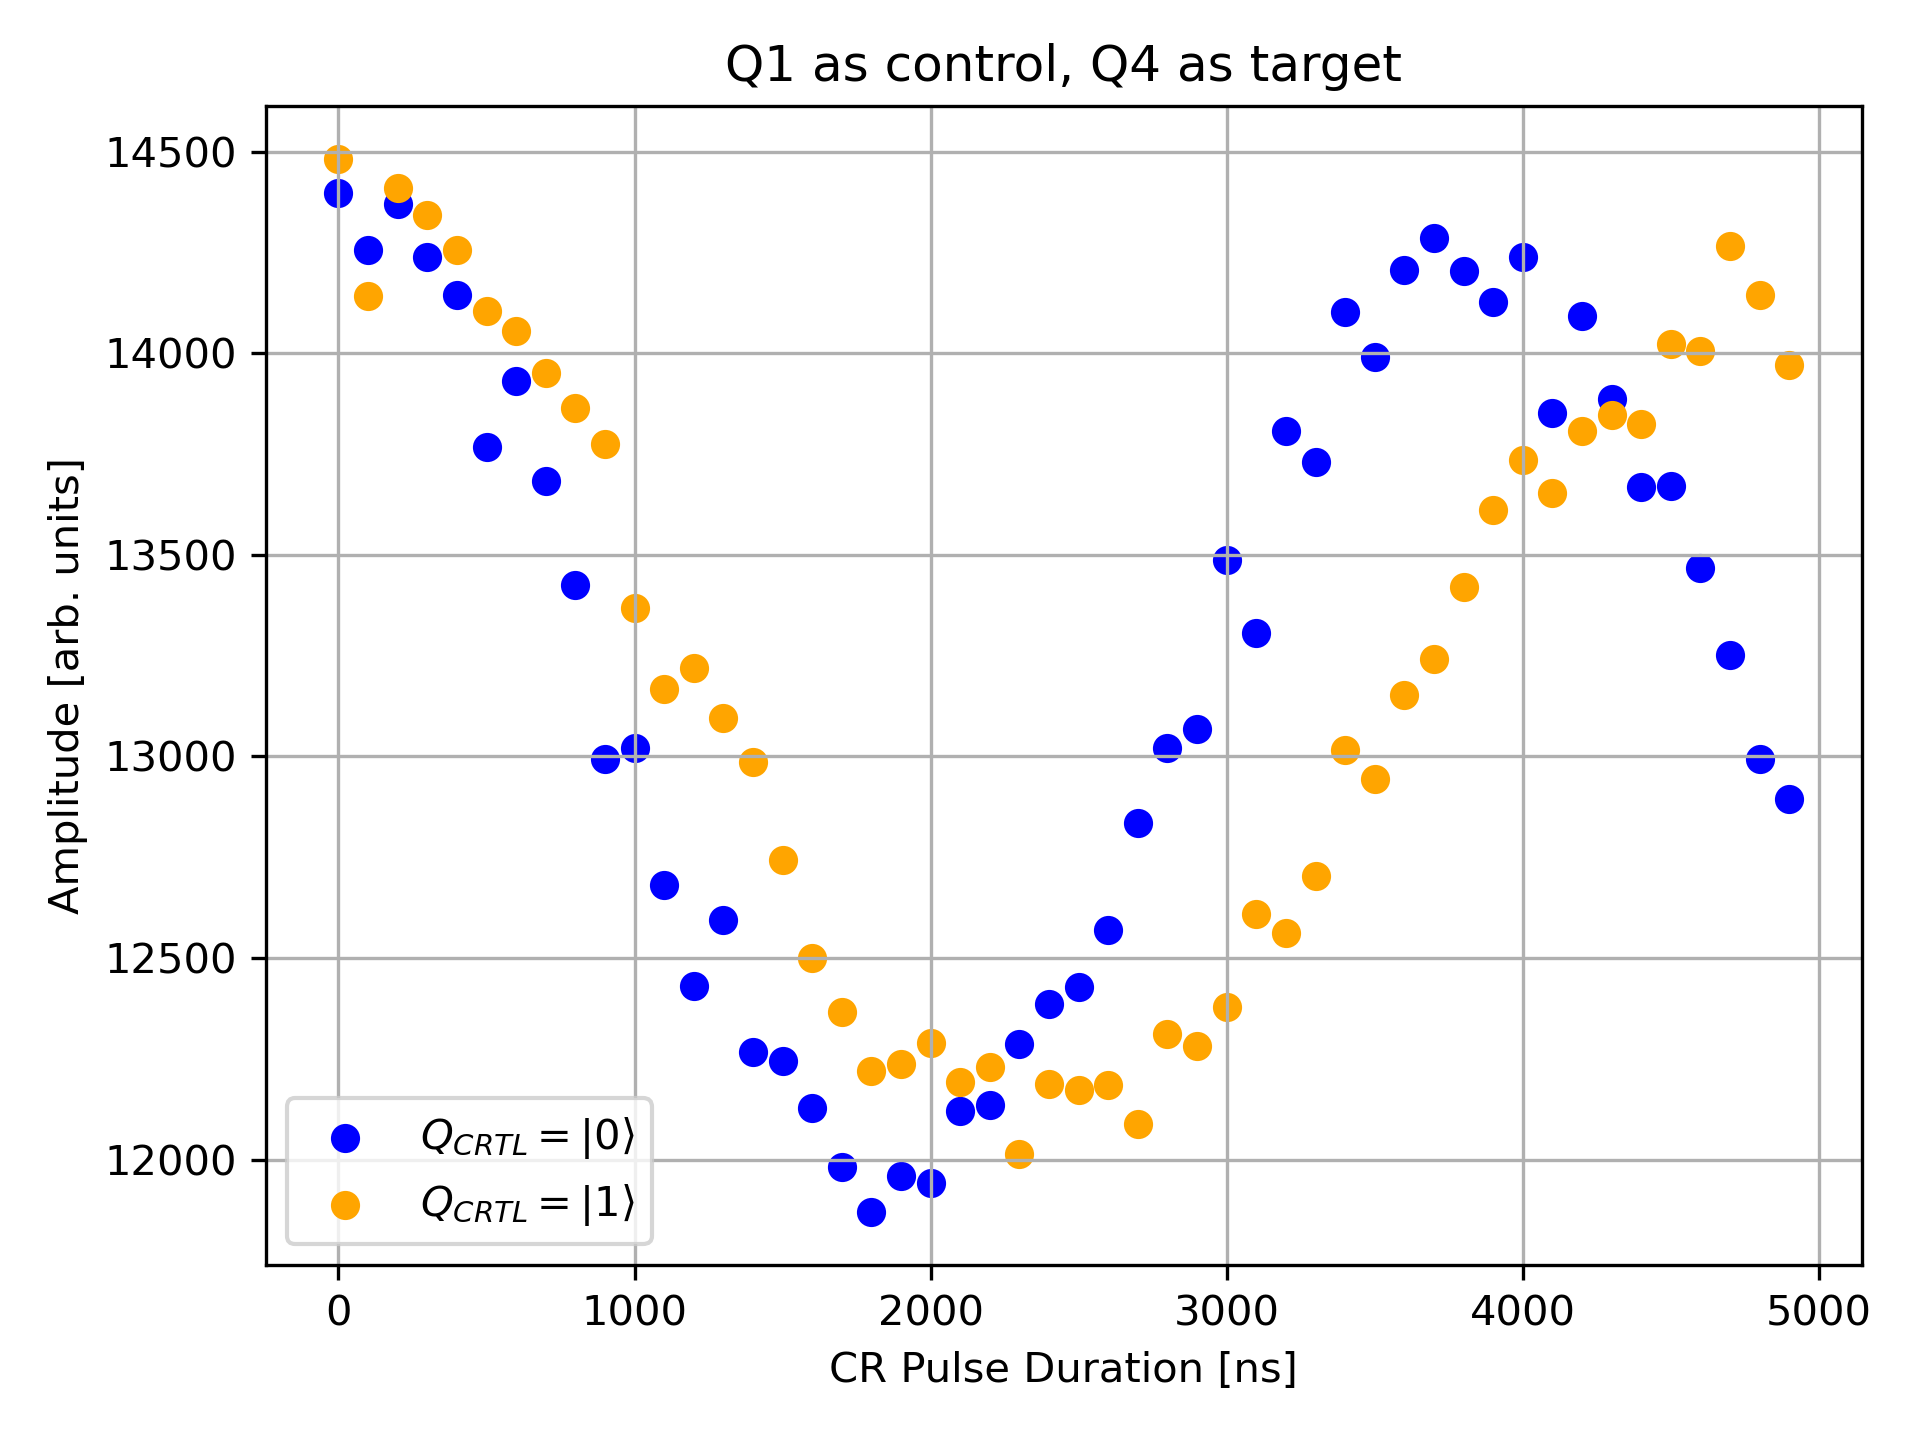 Q1 as control, Q4 as target
14500
14000
13500
13000
12500
12000
Amplitude [arb. units]
Q_CRTL = |0⟩
Q_CRTL = |1⟩
0 1000 2000 3000 4000 5000
CR Pulse Duration [ns]